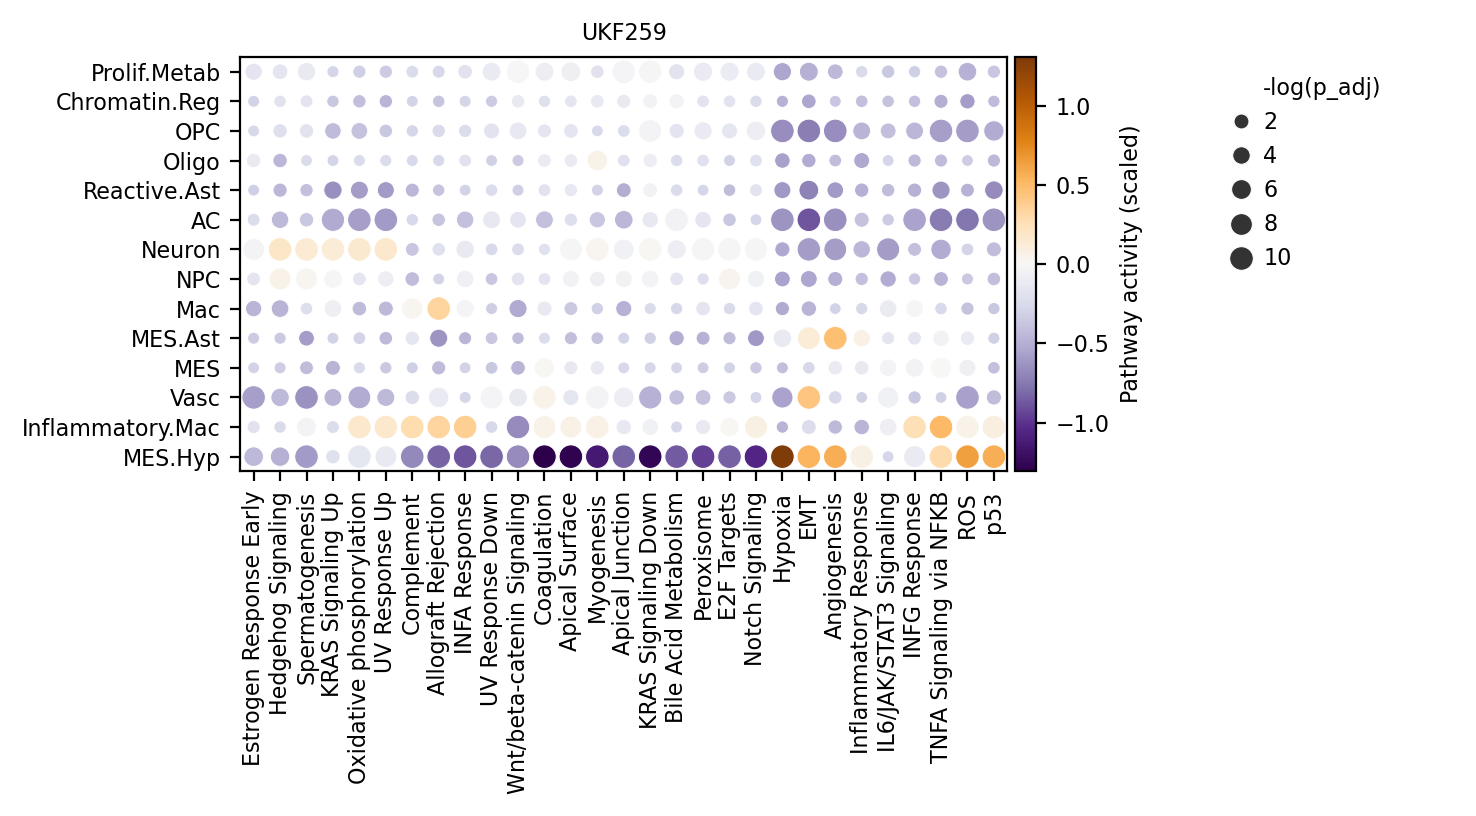 UKF259
Prolif.Metab
Chromatin.Reg
OPC
Oligo
Reactive.Ast
AC
Neuron
NPC
Mac
MES.Ast
MES
Vasc
Inflammatory.Mac
MES.Hyp
Estrogen Response Early
Hedgehog Signaling
Spermatogenesis
KRAS Signaling Up
Oxidative phosphorylation
UV Response Up
Complement
Allograft Rejection
INFA Response
UV Response Down
Wnt/beta-catenin Signaling
Coagulation
Apical Surface
Myogenesis
Apical Junction
KRAS Signaling Down
Bile Acid Metabolism
Peroxisome
E2F Targets
Notch Signaling
Hypoxia
EMT
Angiogenesis
Inflammatory Response
IL6/JAK/STAT3 Signaling
INFG Response
TNFA Signaling via NFKB
ROS
p53
1.0
0.5
0.0
−0.5
−1.0
Pathway activity (scaled)
-log(p_adj)
2
4
6
8
10